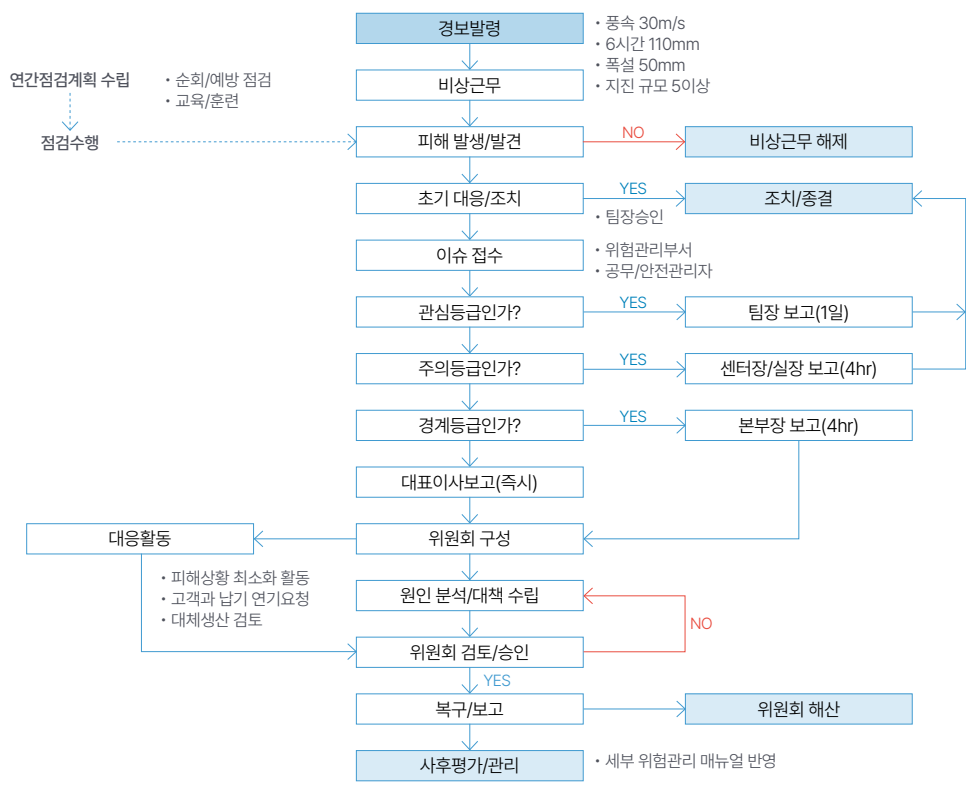 경보발령
• 풍속 30m/s
• 6시간 110mm
• 폭설 50mm
• 지진 규모 5이상
비상근무
연간점검계획 수립
• 순회/예방 점검
• 교육/훈련
점검수행
피해 발생/발견
NO
비상근무 해제
초기 대응/조치
YES
• 팀장승인
조치/종결
이슈 접수
• 위험관리부서
• 공무/안전관리자
관심등급인가?
YES
팀장 보고(1일)
주의등급인가?
YES
센터장/실장 보고(4hr)
경계등급인가?
YES
본부장 보고(4hr)
대표이사보고(즉시)
대응활동
위원회 구성
• 피해상황 최소화 활동
• 고객과 납기 연기요청
• 대체생산 검토
원인 분석/대책 수립
NO
위원회 검토/승인
YES
복구/보고
위원회 해산
사후평가/관리
• 세부 위험관리 매뉴얼 반영